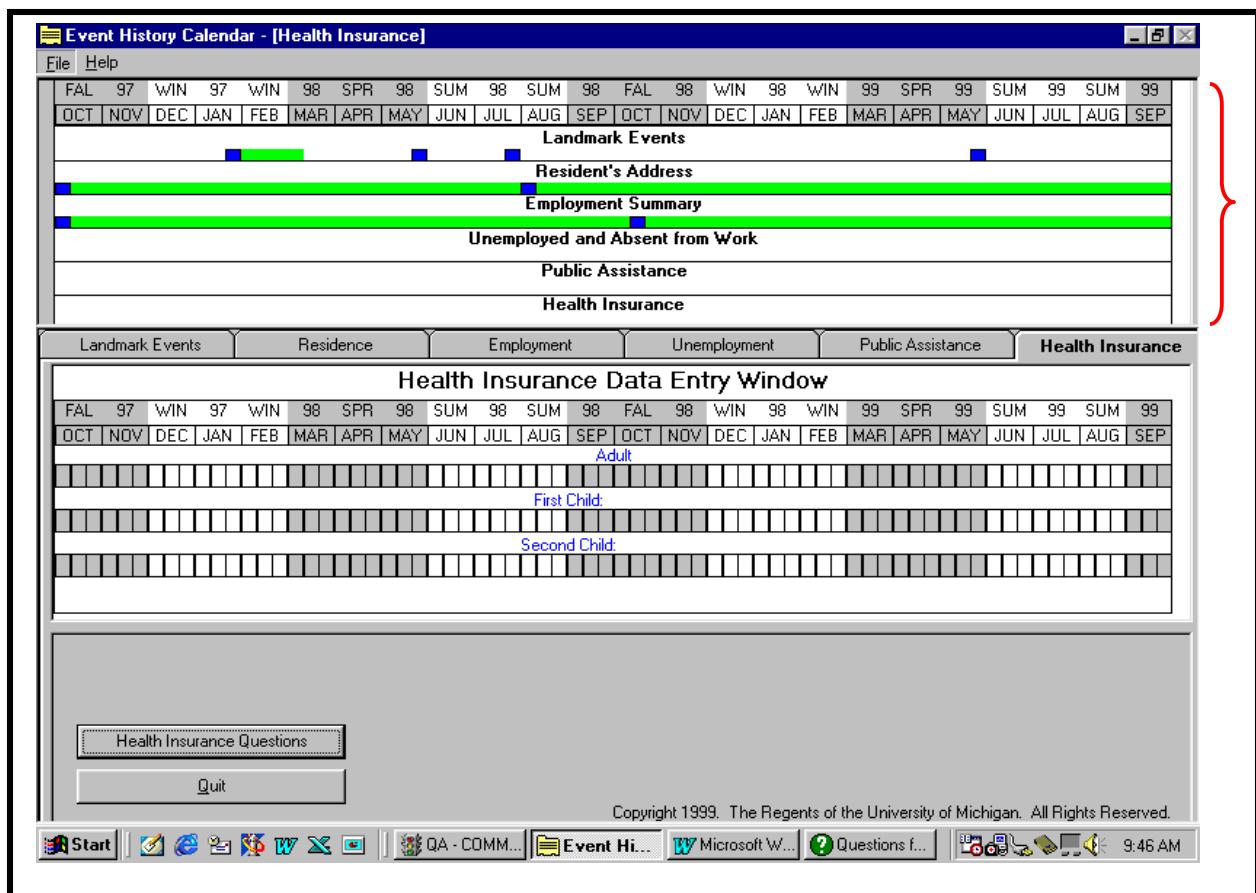 Event History Calendar - [Health Insurance]
File Help
FAL 97 WIN 97 WIN 98 SPR 98 SUM 98 SUM 98 FAL 98 WIN 98 WIN 99 SPR 99 SUM 99 SUM 99
OCT NOV DEC JAN FEB MAR APR MAY JUN JUL AUG SEP OCT NOV DEC JAN FEB MAR APR MAY JUN JUL AUG SEP
Landmark Events
Resident's Address
Employment Summary
Unemployed and Absent from Work
Public Assistance
Health Insurance
Landmark Events Residence Employment Unemployment Public Assistance Health Insurance
Health Insurance Data Entry Window
FAL 97 WIN 97 WIN 98 SPR 98 SUM 98 SUM 98 FAL 98 WIN 98 WIN 99 SPR 99 SUM 99 SUM 99
OCT NOV DEC JAN FEB MAR APR MAY JUN JUL AUG SEP OCT NOV DEC JAN FEB MAR APR MAY JUN JUL AUG SEP
Adult
First Child:
Second Child:
Health Insurance Questions
Quit
Copyright 1999. The Regents of the University of Michigan. All Rights Reserved.
Start QA - COMM... Event Hi... Microsoft W... Questions f... 9:46 AM